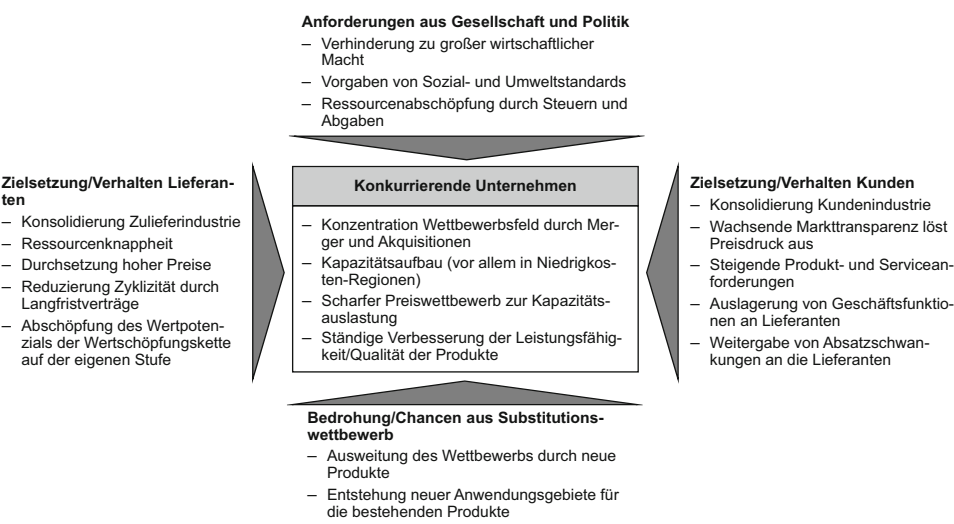 Anforderungen aus Gesellschaft und Politik
– Verhinderung zu großer wirtschaftlicher
Macht
– Vorgaben von Sozial- und Umweltstandards
– Ressourcenabschöpfung durch Steuern und
Abgaben
Zielsetzung/Verhalten Lieferan-
ten
– Konsolidierung Zulieferindustrie
– Ressourcenknappheit
– Durchsetzung hoher Preise
– Reduzierung Zyklizität durch
Langfristverträge
– Abschöpfung des Wertpoten-
zials der Wertschöpfungskette
auf der eigenen Stufe
Konkurrierende Unternehmen
– Konzentration Wettbewerbsfeld durch Mer-
ger und Akquisitionen
– Kapazitätsaufbau (vor allem in Niedrigkos-
ten-Regionen)
– Scharfer Preiswettbewerb zur Kapazitäts-
auslastung
– Ständige Verbesserung der Leistungsfähig-
keit/Qualität der Produkte
Zielsetzung/Verhalten Kunden
– Konsolidierung Kundenindustrie
– Wachsende Markttransparenz löst
Preisdruck aus
– Steigende Produkt- und Servicean-
forderungen
– Auslagerung von Geschäftsfunktio-
nen an Lieferanten
– Weitergabe von Absatzschwan-
kungen an die Lieferanten
Bedrohung/Chancen aus Substitutions-
wettbewerb
– Ausweitung des Wettbewerbs durch neue
Produkte
– Entstehung neuer Anwendungsgebiete für
die bestehenden Produkte